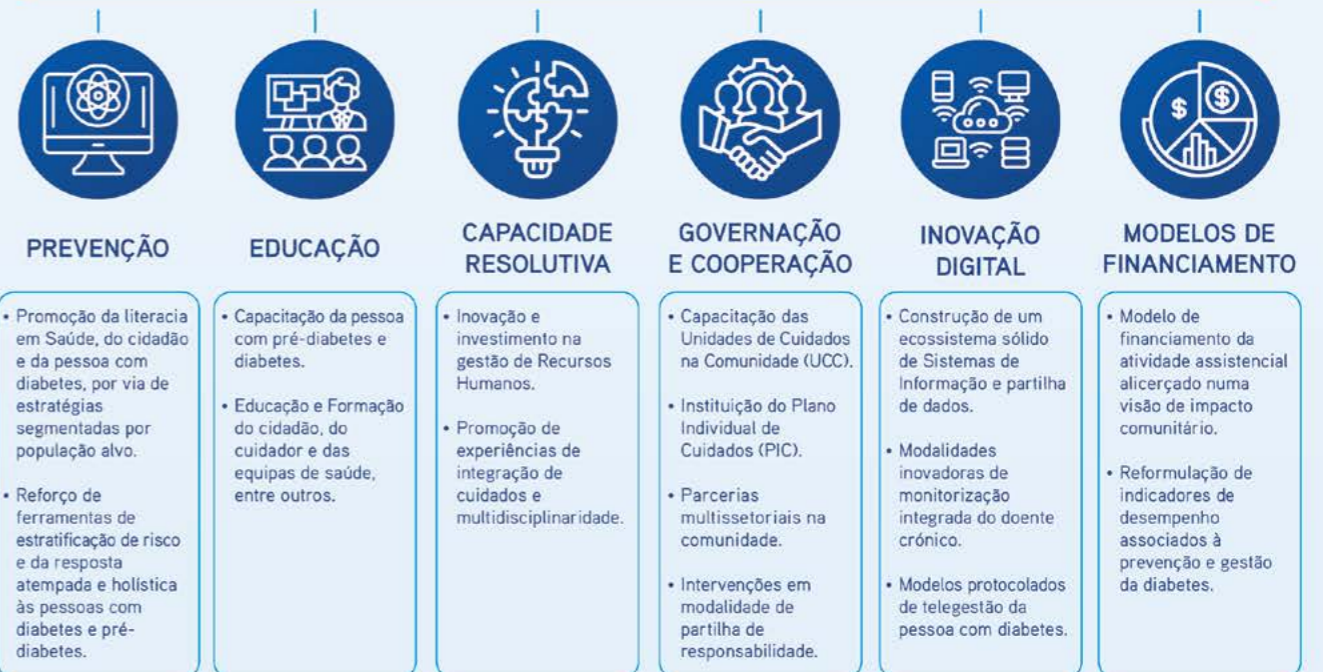 PREVENÇÃO
• Promoção da literacia
em Saúde, do cidadão
e da pessoa com
diabetes, por via de
estratégias
segmentadas por
população alvo.
• Reforço de
ferramentas de
estratificação de risco
e da resposta
atempada e holística
às pessoas com
diabetes e pré-
diabetes.
EDUCAÇÃO
• Capacitação da pessoa
com pré-diabetes e
diabetes.
• Educação e Formação
do cidadão, do
cuidador e das
equipas de saúde,
entre outros.
CAPACIDADE
RESOLUTIVA
• Inovação e
investimento na
gestão de Recursos
Humanos.
• Promoção de
experiências de
integração de
cuidados e
multidisciplinaridade.
GOVERNAÇÃO
E COOPERAÇÃO
• Capacitação das
Unidades de Cuidados
na Comunidade (UCC).
• Instituição do Plano
Individual de
Cuidados (PIC).
• Parcerias
multissetoriais na
comunidade.
• Intervenções em
modalidade de
partilha de
responsabilidade.
INOVAÇÃO
DIGITAL
• Construção de um
ecossistema sólido
de Sistemas de
Informação e partilha
de dados.
• Modalidades
inovadoras de
monitorização
integrada do doente
crónico.
• Modelos protocolados
de telegestão da
pessoa com diabetes.
$ $
MODELOS DE
FINANCIAMENTO
• Modelo de
financiamento da
atividade assistencial
alicerçado numa
visão de impacto
comunitário.
• Reformulação de
indicadores de
desempenho
associados à
prevenção e gestão
da diabetes.